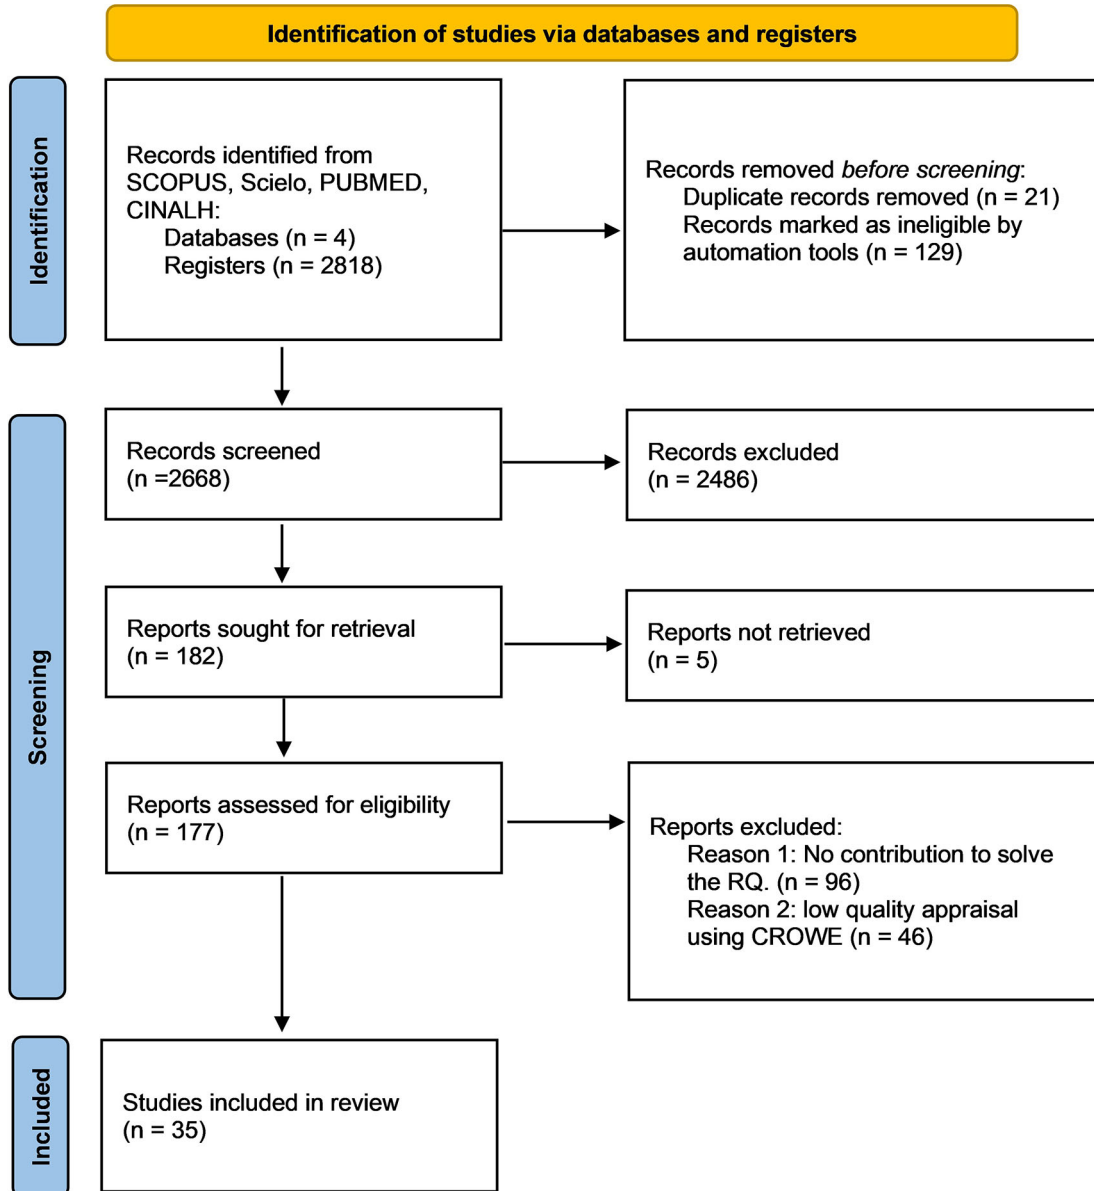 Identification of studies via databases and registers
Identification
Records identified from
SCOPUS, Scielo, PUBMED,
CINALH:
Databases (n = 4)
Registers (n = 2818)
Records removed before screening:
Duplicate records removed (n = 21)
Records marked as ineligible by
automation tools (n = 129)
Screening
Records screened
(n =2668)
Records excluded
(n = 2486)
Reports sought for retrieval
(n = 182)
Reports not retrieved
(n = 5)
Reports assessed for eligibility
(n = 177)
Reports excluded:
Reason 1: No contribution to solve
the RQ. (n = 96)
Reason 2: low quality appraisal
using CROWE (n = 46)
Included
Studies included in review
(n = 35)